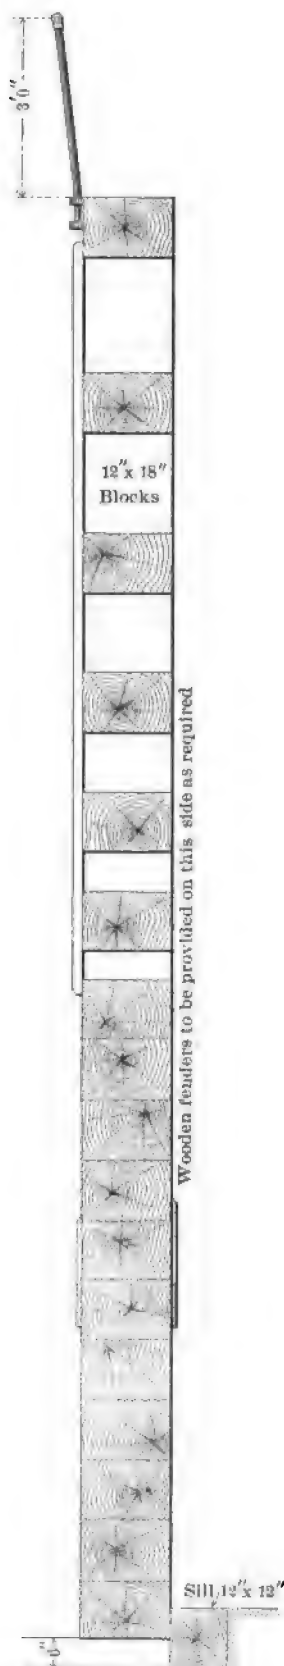 3'0"
12"x 18"
Blocks
Wooden fenders to be provided on this side as required
Sill 12"x 12"